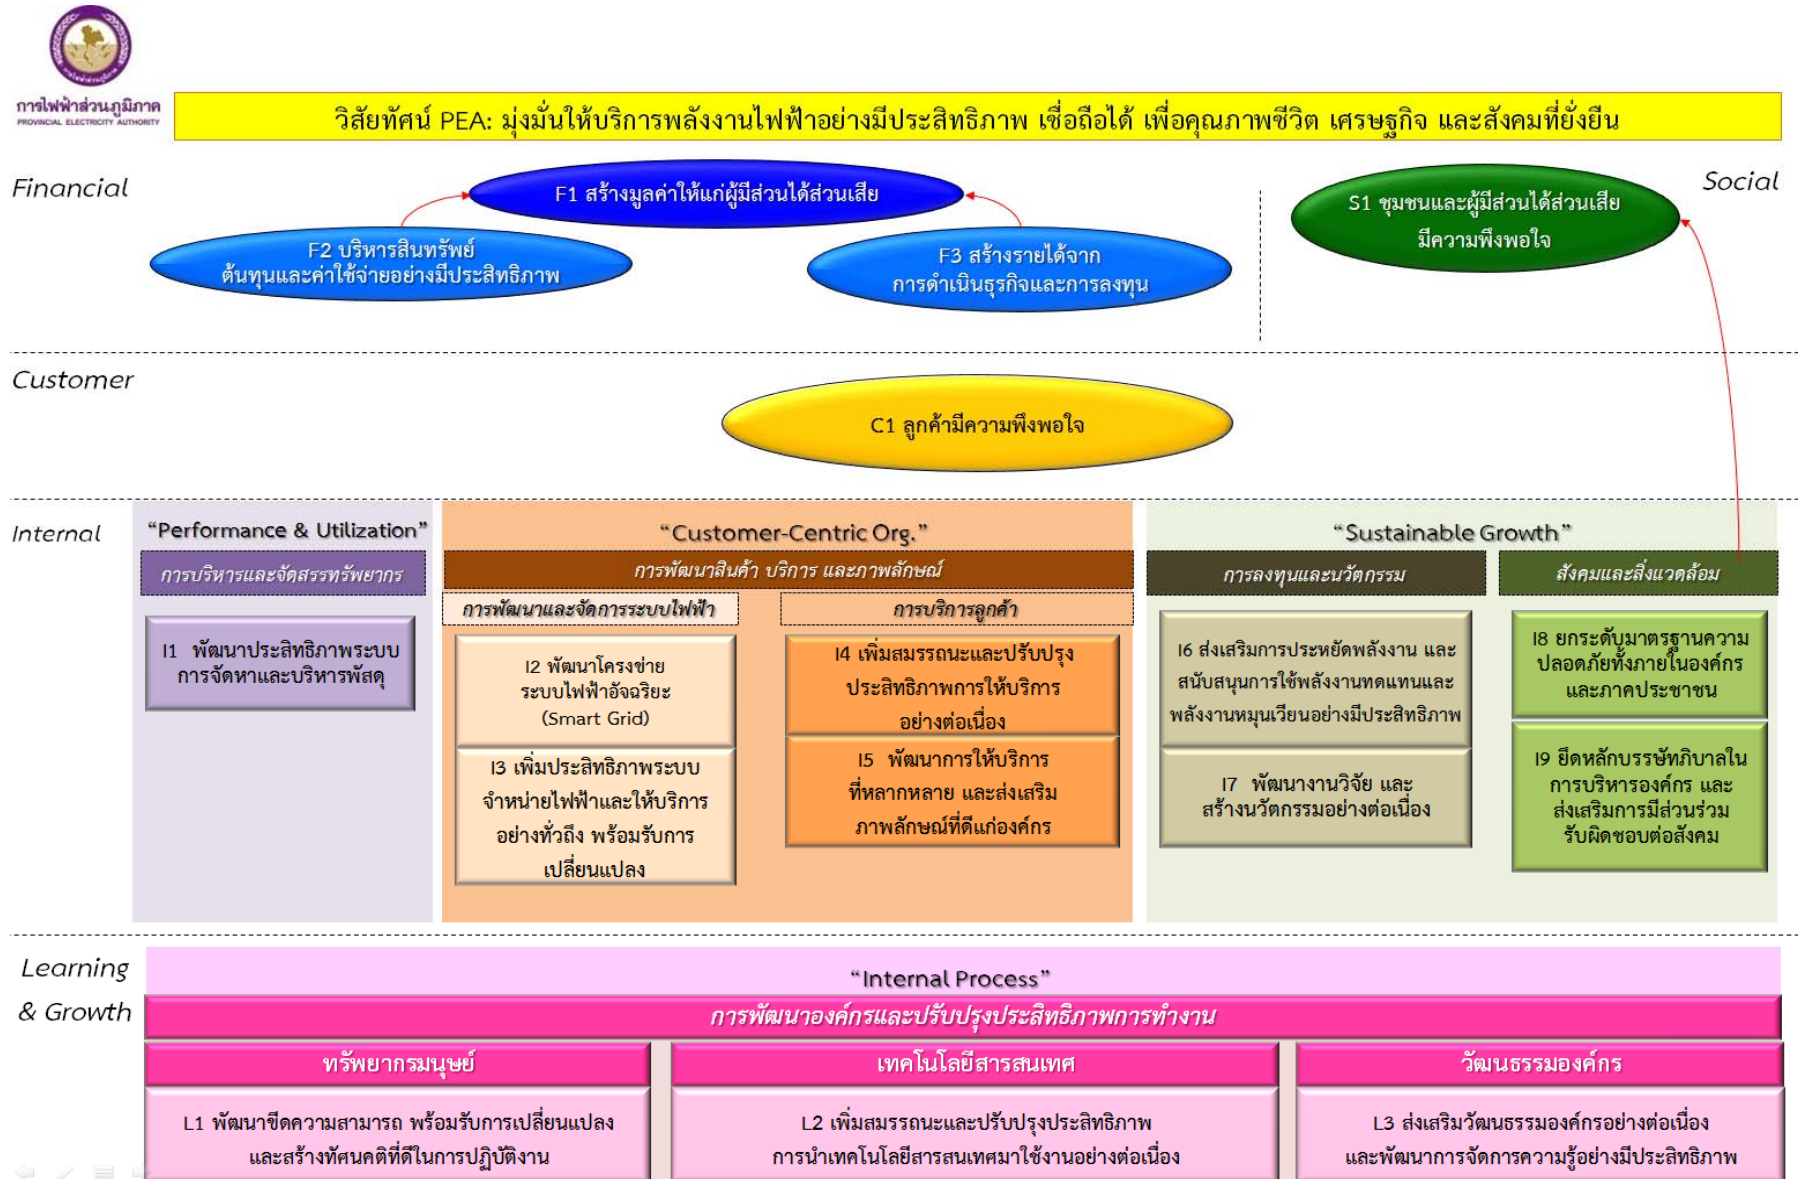 การไฟฟ้าส่วนภูมิภาค
PROVINCIAL ELECTRICITY AUTHORITY
วิสัยทัศน์ PEA: มุ่งมั่นให้บริการพลังงานไฟฟ้าอย่างมีประสิทธิภาพ เชื่อถือได้ เพื่อคุณภาพชีวิต เศรษฐกิจ และสังคมที่ยั่งยืน
Financial
F1 สร้างมูลค่าให้แก่ผู้มีส่วนได้ส่วนเสีย
F2 บริหารสินทรัพย์
ต้นทุนและค่าใช้จ่ายอย่างมีประสิทธิภาพ
F3 สร้างรายได้จาก
การดำเนินธุรกิจและการลงทุน
Social
S1 ชุมชนและผู้มีส่วนได้ส่วนเสีย
มีความพึงพอใจ
Customer
C1 ลูกค้ามีความพึงพอใจ
Internal
“Performance & Utilization”
การบริหารและจัดสรรทรัพยากร
I1 พัฒนาประสิทธิภาพระบบ
การจัดหาและบริหารพัสดุ
“Customer-Centric Org.”
การพัฒนาสินค้า บริการ และภาพลักษณ์
การพัฒนาและจัดการระบบไฟฟ้า
I2 พัฒนาโครงข่าย
ระบบไฟฟ้าอัจฉริยะ
(Smart Grid)
I3 เพิ่มประสิทธิภาพระบบ
จำหน่ายไฟฟ้าและให้บริการ
อย่างทั่วถึง พร้อมรับการ
เปลี่ยนแปลง
การบริการลูกค้า
I4 เพิ่มสมรรถนะและปรับปรุง
ประสิทธิภาพการให้บริการ
อย่างต่อเนื่อง
I5 พัฒนาการให้บริการ
ที่หลากหลาย และส่งเสริม
ภาพลักษณ์ที่ดีแก่องค์กร
“Sustainable Growth”
การลงทุนและนวัตกรรม
I6 ส่งเสริมการประหยัดพลังงาน และ
สนับสนุนการใช้พลังงานทดแทนและ
พลังงานหมุนเวียนอย่างมีประสิทธิภาพ
I7 พัฒนางานวิจัย และ
สร้างนวัตกรรมอย่างต่อเนื่อง
สังคมและสิ่งแวดล้อม
I8 ยกระดับมาตรฐานความ
ปลอดภัยทั้งภายในองค์กร
และภาคประชาชน
I9 ยึดหลักบรรษัทภิบาลใน
การบริหารองค์กร และ
ส่งเสริมการมีส่วนร่วม
รับผิดชอบต่อสังคม
Learning
& Growth
“Internal Process”
การพัฒนาองค์กรและปรับปรุงประสิทธิภาพการทำงาน
ทรัพยากรมนุษย์
L1 พัฒนาขีดความสามารถ พร้อมรับการเปลี่ยนแปลง
และสร้างทัศนคติที่ดีในการปฏิบัติงาน
เทคโนโลยีสารสนเทศ
L2 เพิ่มสมรรถนะและปรับปรุงประสิทธิภาพ
การนำเทคโนโลยีสารสนเทศมาใช้งานอย่างต่อเนื่อง
วัฒนธรรมองค์กร
L3 ส่งเสริมวัฒนธรรมองค์กรอย่างต่อเนื่อง
และพัฒนาการจัดการความรู้อย่างมีประสิทธิภาพ